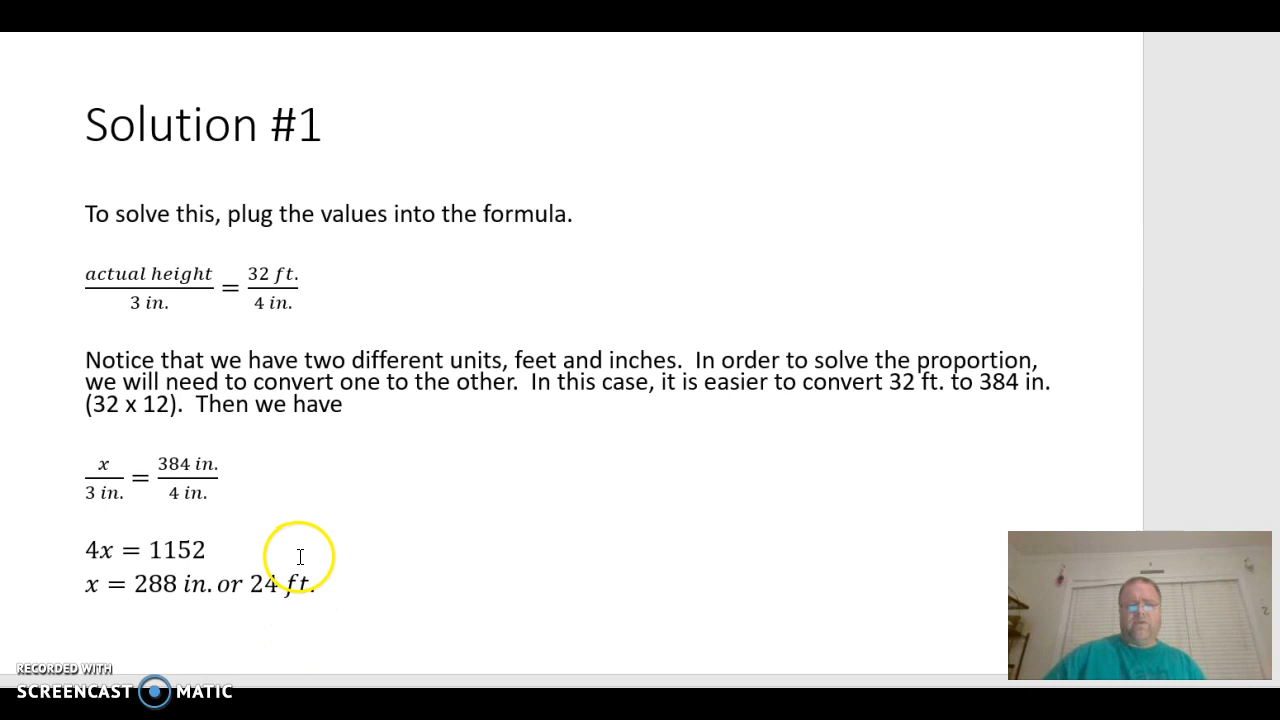 Solution #1
To solve this, plug the values into the formula.
actual height / 3 in. = 32 ft. / 4 in.
Notice that we have two different units, feet and inches. In order to solve the proportion,
we will need to convert one to the other. In this case, it is easier to convert 32 ft. to 384 in.
(32 x 12). Then we have
x / 3 in. = 384 in. / 4 in.
4x = 1152
x = 288 in. or 24 ft.
RECORDED WITH
SCREENCAST MATIC